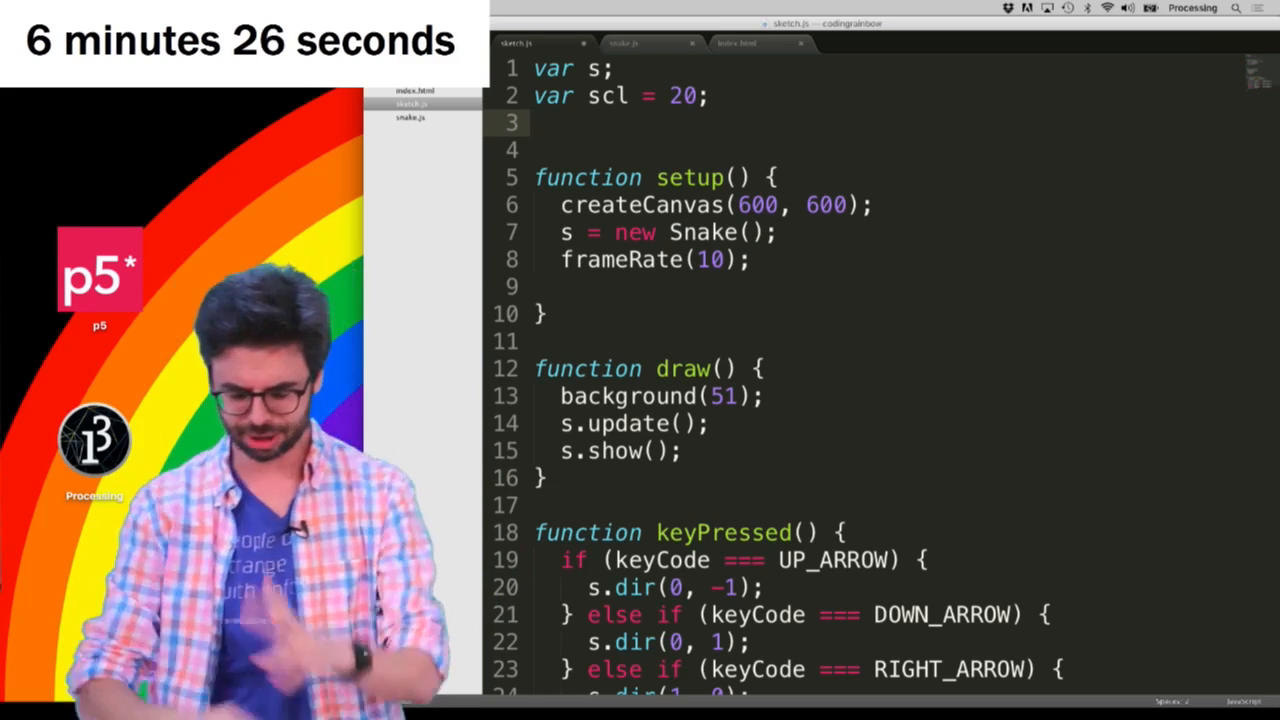 6 minutes 26 seconds
Processing
sketch.js — codingrainbow
sketch.js
snake.js
index.html
index.html
sketch.js
snake.js
1 var s;
2 var scl = 20;
3
4
5 function setup() {
6 createCanvas(600, 600);
7 s = new Snake();
8 frameRate(10);
9
10 }
11
12 function draw() {
13 background(51);
14 s.update();
15 s.show();
16 }
17
18 function keyPressed() {
19 if (keyCode === UP_ARROW) {
20 s.dir(0, -1);
21 } else if (keyCode === DOWN_ARROW) {
22 s.dir(0, 1);
23 } else if (keyCode === RIGHT_ARROW) {
24 s.dir(1, 0);
p5*
p5
Processing
JavaScript